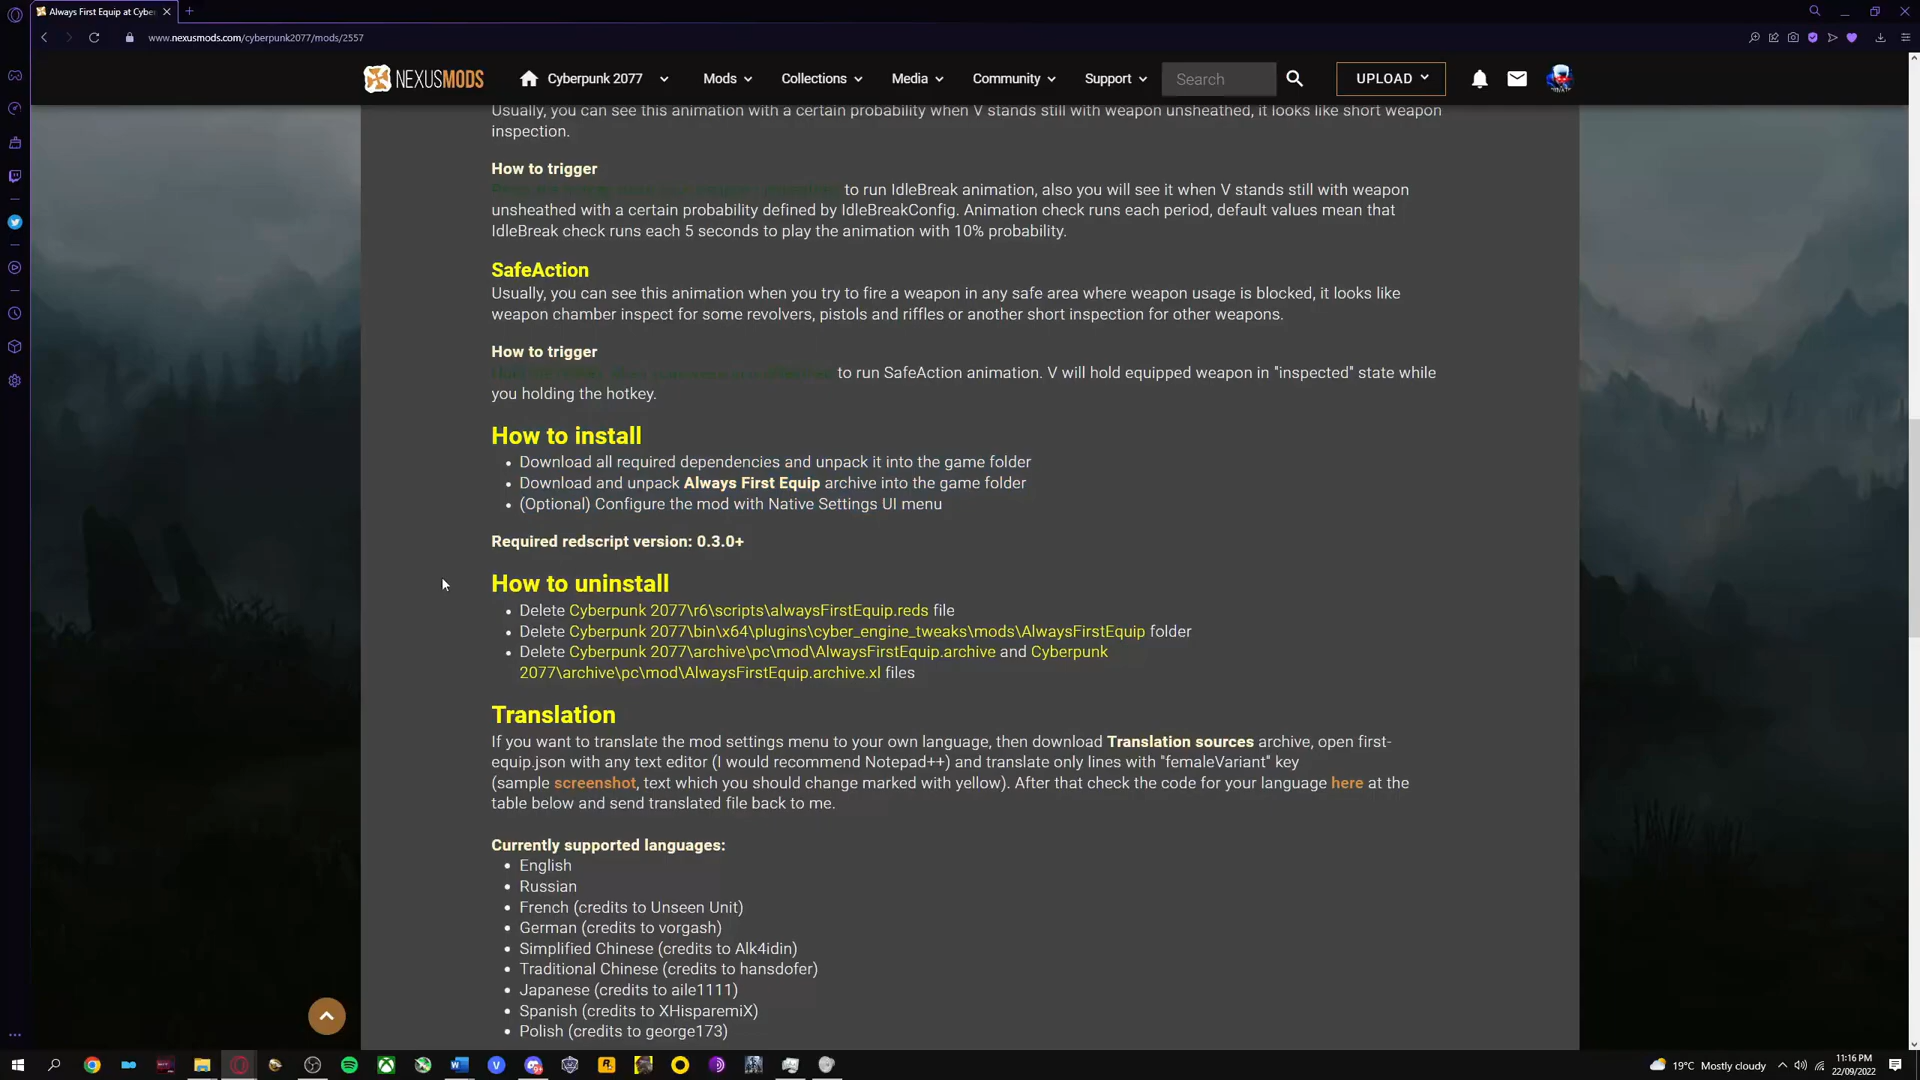 Always First Equip at Cyber
www.nexusmods.com/cyberpunk2077/mods/2557
NEXUSMODS Cyberpunk 2077 Mods Collections Media Community Support Search UPLOAD
Usually, you can see this animation with a certain probability when V stands still with weapon unsheathed, it looks like short weapon
inspection.
How to trigger
to run IdleBreak animation, also you will see it when V stands still with weapon
unsheathed with a certain probability defined by IdleBreakConfig. Animation check runs each period, default values mean that
IdleBreak check runs each 5 seconds to play the animation with 10% probability.
SafeAction
Usually, you can see this animation when you try to fire a weapon in any safe area where weapon usage is blocked, it looks like
weapon chamber inspect for some revolvers, pistols and riffles or another short inspection for other weapons.
How to trigger
to run SafeAction animation. V will hold equipped weapon in "inspected" state while
you holding the hotkey.
How to install
• Download all required dependencies and unpack it into the game folder
• Download and unpack Always First Equip archive into the game folder
• (Optional) Configure the mod with Native Settings UI menu
Required redscript version: 0.3.0+
How to uninstall
• Delete Cyberpunk 2077\r6\scripts\alwaysFirstEquip.reds file
• Delete Cyberpunk 2077\bin\x64\plugins\cyber_engine_tweaks\mods\AlwaysFirstEquip folder
• Delete Cyberpunk 2077\archive\pc\mod\AlwaysFirstEquip.archive and Cyberpunk
2077\archive\pc\mod\AlwaysFirstEquip.archive.xl files
Translation
If you want to translate the mod settings menu to your own language, then download Translation sources archive, open first-
equip.json with any text editor (I would recommend Notepad++) and translate only lines with "femaleVariant" key
(sample screenshot, text which you should change marked with yellow). After that check the code for your language here at the
table below and send translated file back to me.
Currently supported languages:
• English
• Russian
• French (credits to Unseen Unit)
• German (credits to vorgash)
• Simplified Chinese (credits to Alk4idin)
• Traditional Chinese (credits to hansdofer)
• Japanese (credits to aile1111)
• Spanish (credits to XHisparemiX)
• Polish (credits to george173)
19°C Mostly cloudy
11:16 PM
22/09/2022